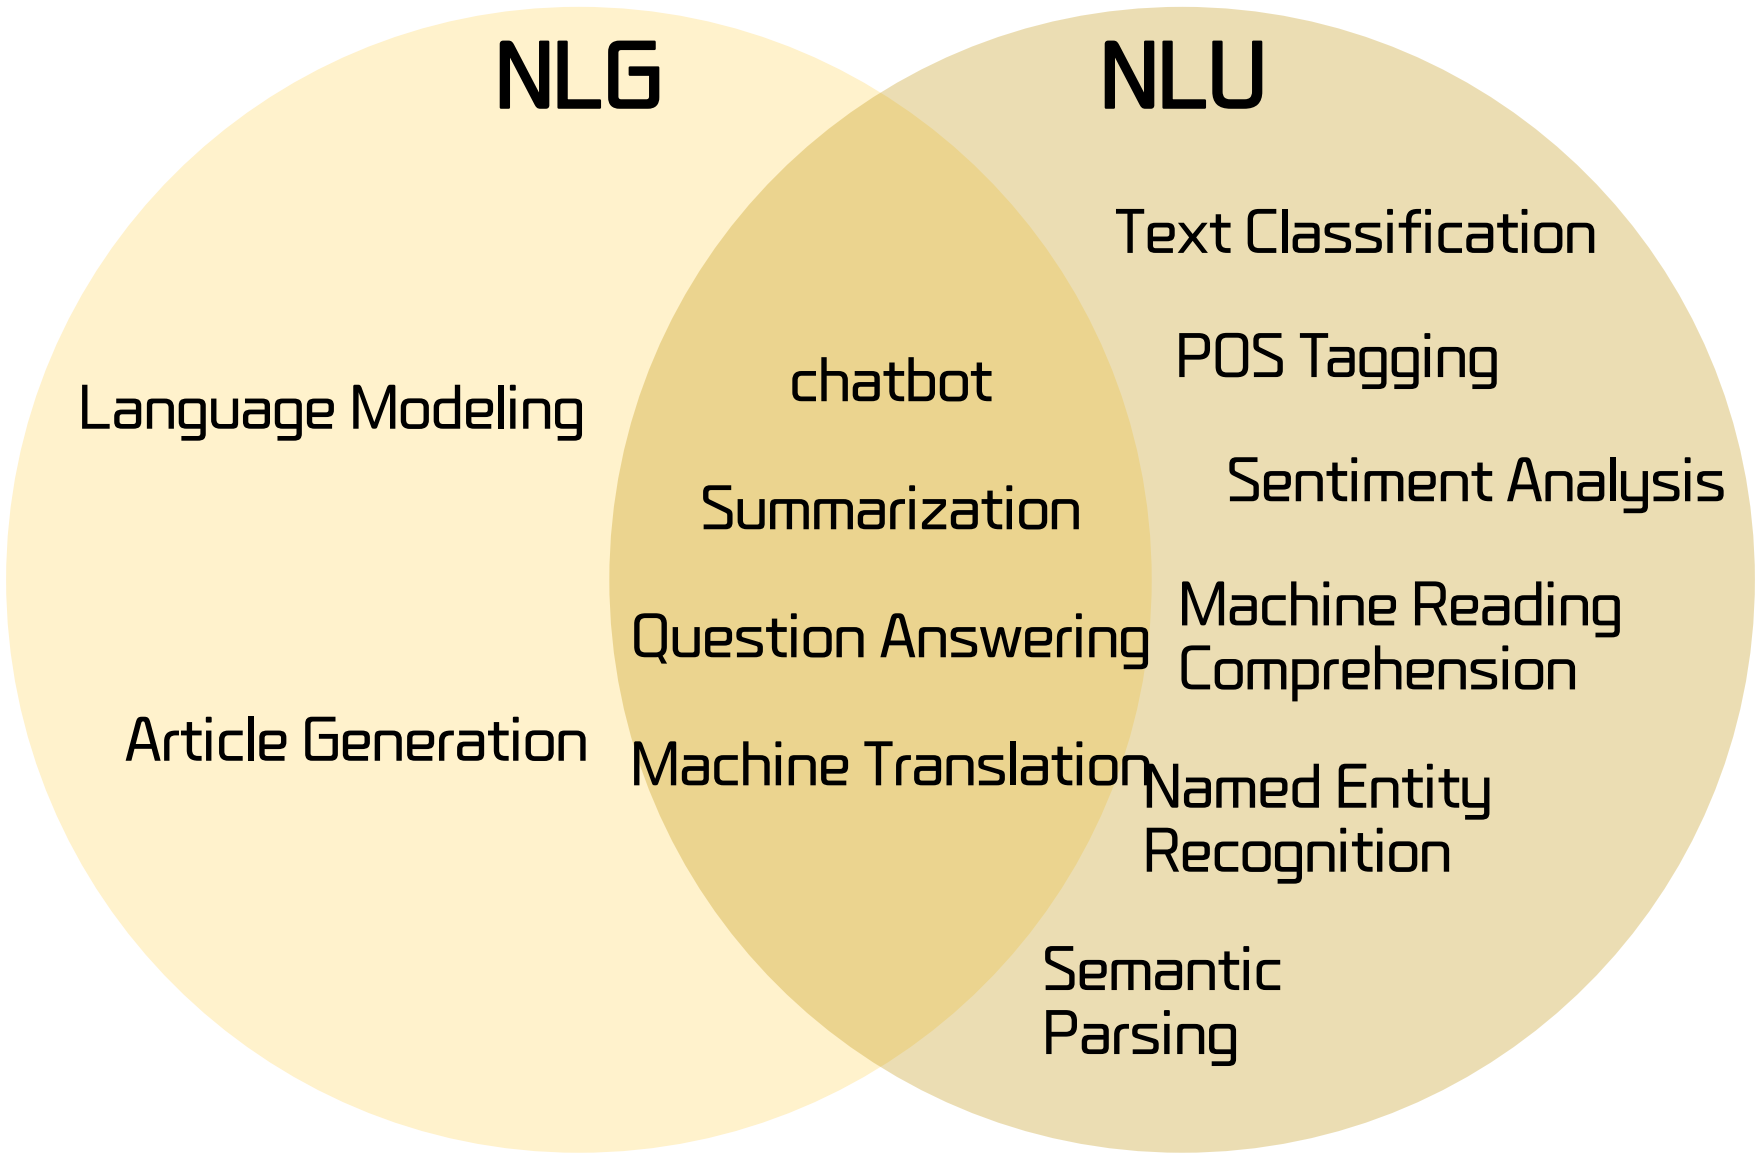 NLG
NLU
Language Modeling
Article Generation
chatbot
Summarization
Question Answering
Machine Translation
Text Classification
POS Tagging
Sentiment Analysis
Machine Reading
Comprehension
Named Entity
Recognition
Semantic
Parsing